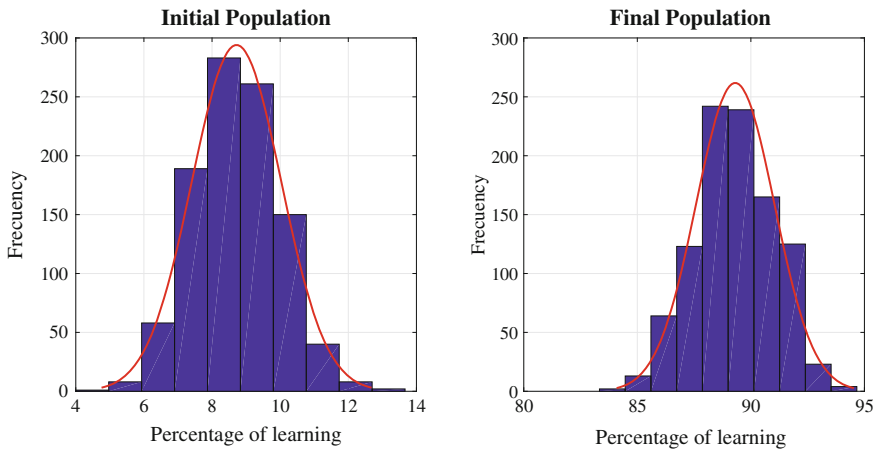 Initial Population
300
250
200
150
100
50
0
Frecuency
4 6 8 10 12 14
Percentage of learning
Final Population
300
250
200
150
100
50
0
Frecuency
80 85 90 95
Percentage of learning